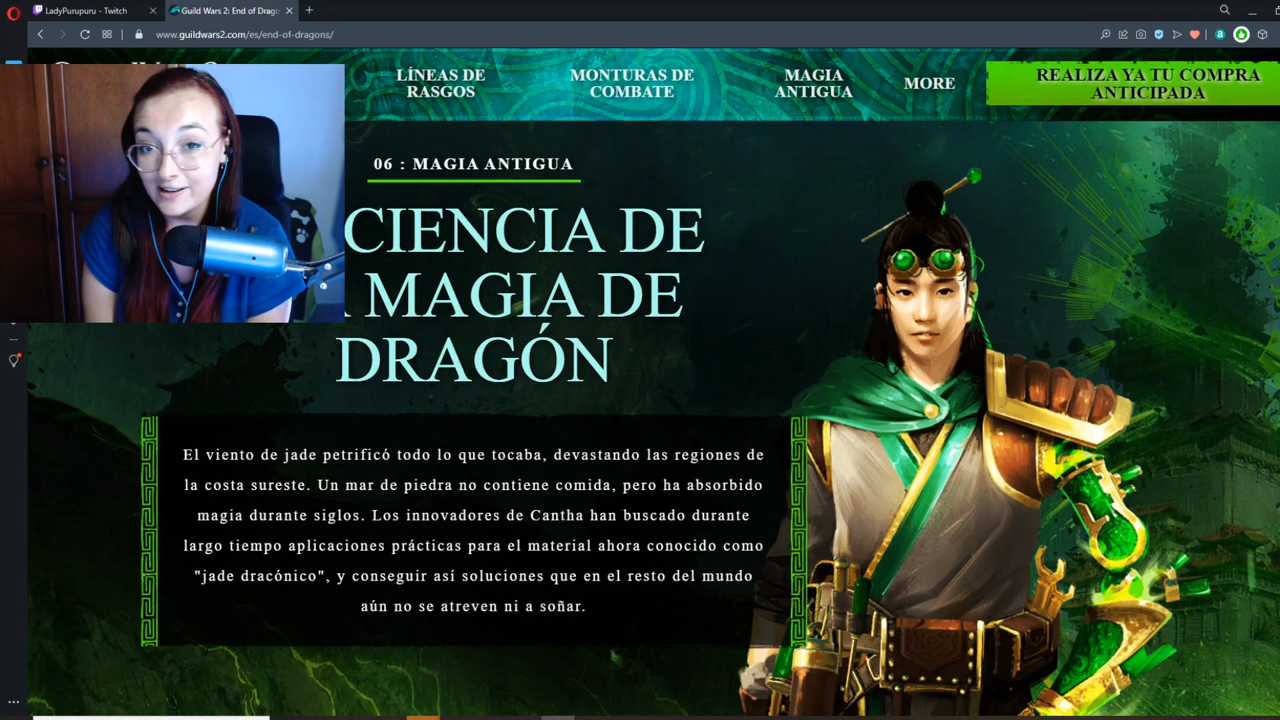 LadyPurupuru - Twitch
Guild Wars 2: End of Drago
www.guildwars2.com/es/end-of-dragons/
LÍNEAS DE
RASGOS
MONTURAS DE
COMBATE
MAGIA
ANTIGUA
MORE
REALIZA YA TU COMPRA
ANTICIPADA
06 : MAGIA ANTIGUA
CIENCIA DE
MAGIA DE
DRAGÓN
El viento de jade petrificó todo lo que tocaba, devastando las regiones de
la costa sureste. Un mar de piedra no contiene comida, pero ha absorbido
magia durante siglos. Los innovadores de Cantha han buscado durante
largo tiempo aplicaciones prácticas para el material ahora conocido como
"jade dracónico", y conseguir así soluciones que en el resto del mundo
aún no se atreven ni a soñar.